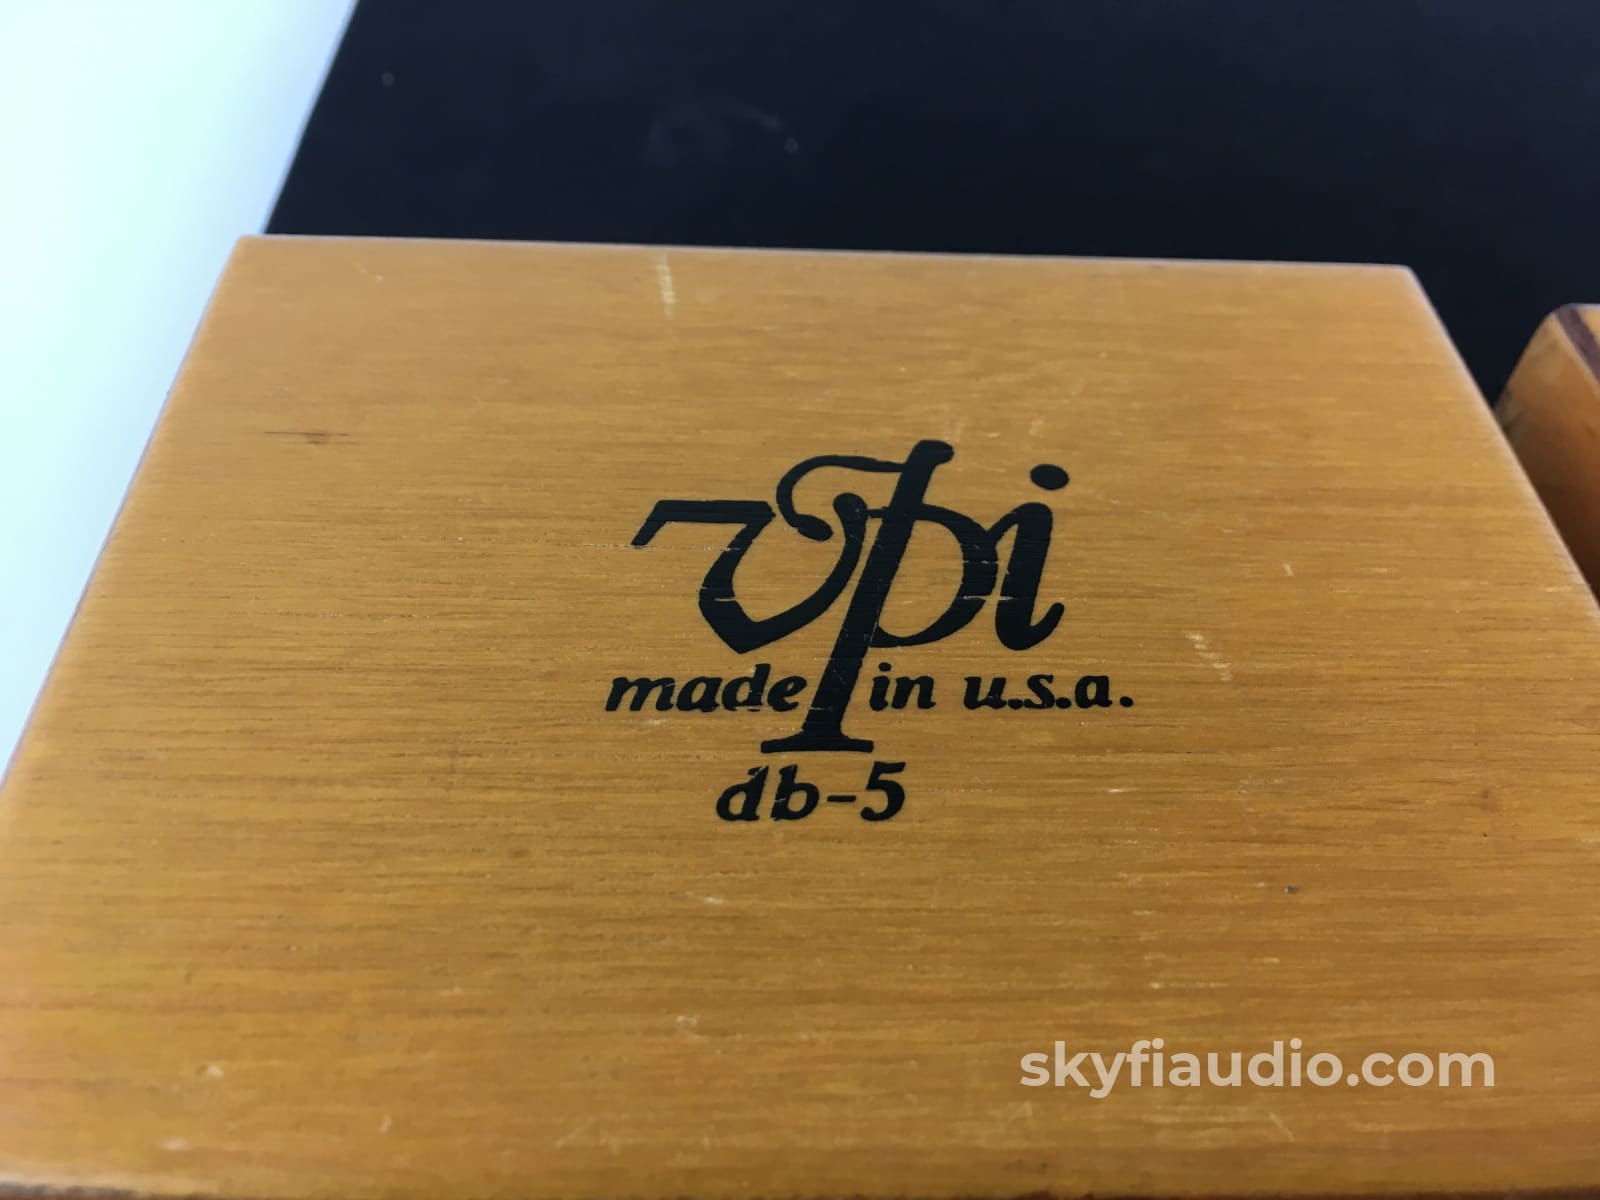 vpi
made in u.s.a.
db-5
skyfiaudio.com